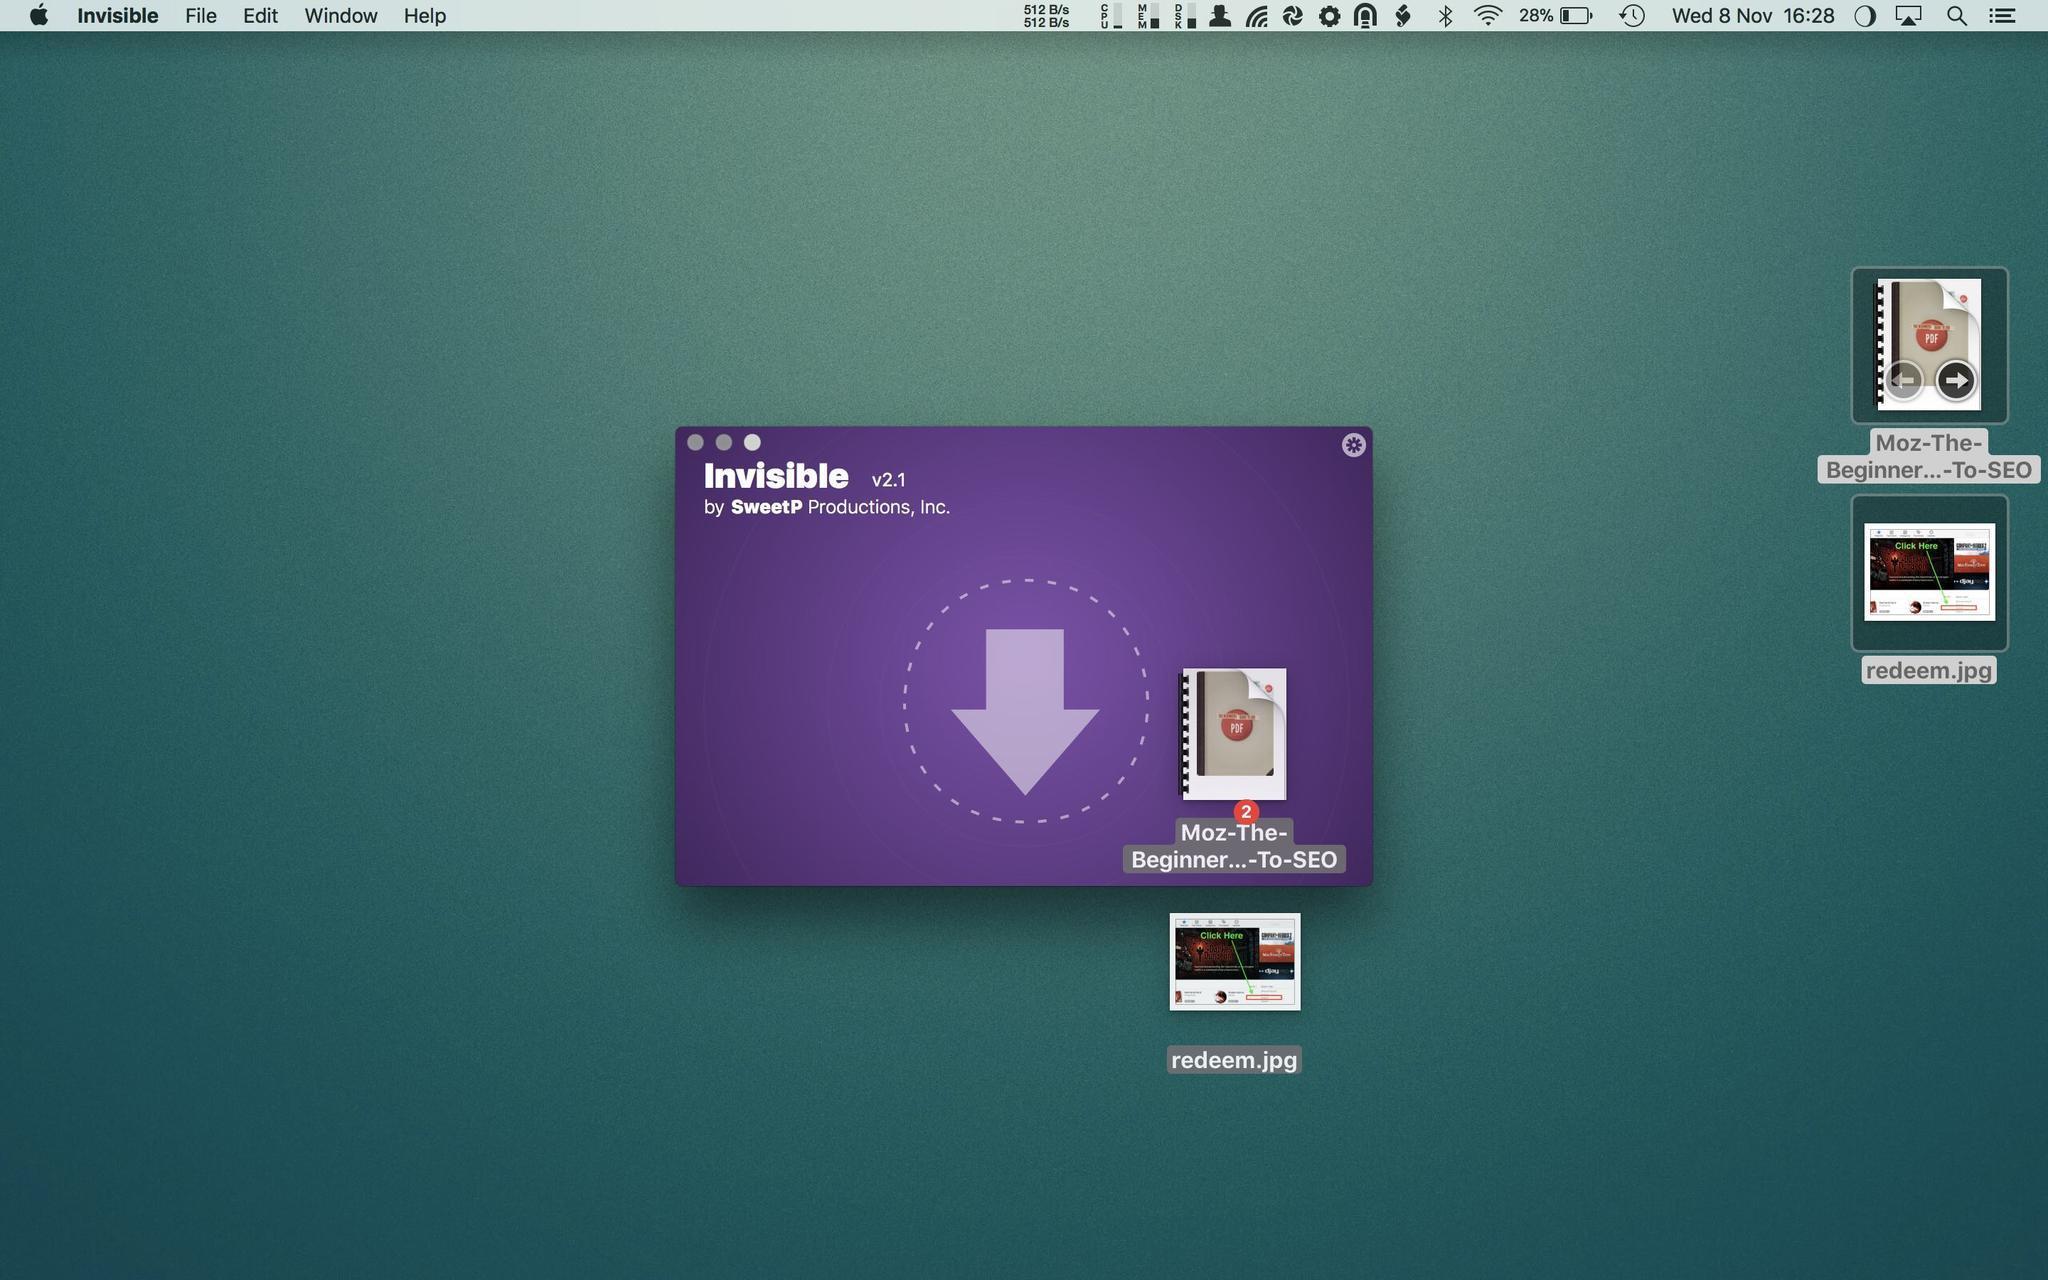 Invisible File Edit Window Help
512 B/s
512 B/s
CPU MEM DSK
28% Wed 8 Nov 16:28
Invisible v2.1
by SweetP Productions, Inc.
PDF
Moz-The-
Beginner...-To-SEO
Click Here
djay
redeem.jpg
PDF
2
Moz-The-
Beginner...-To-SEO
Click Here
djay
redeem.jpg